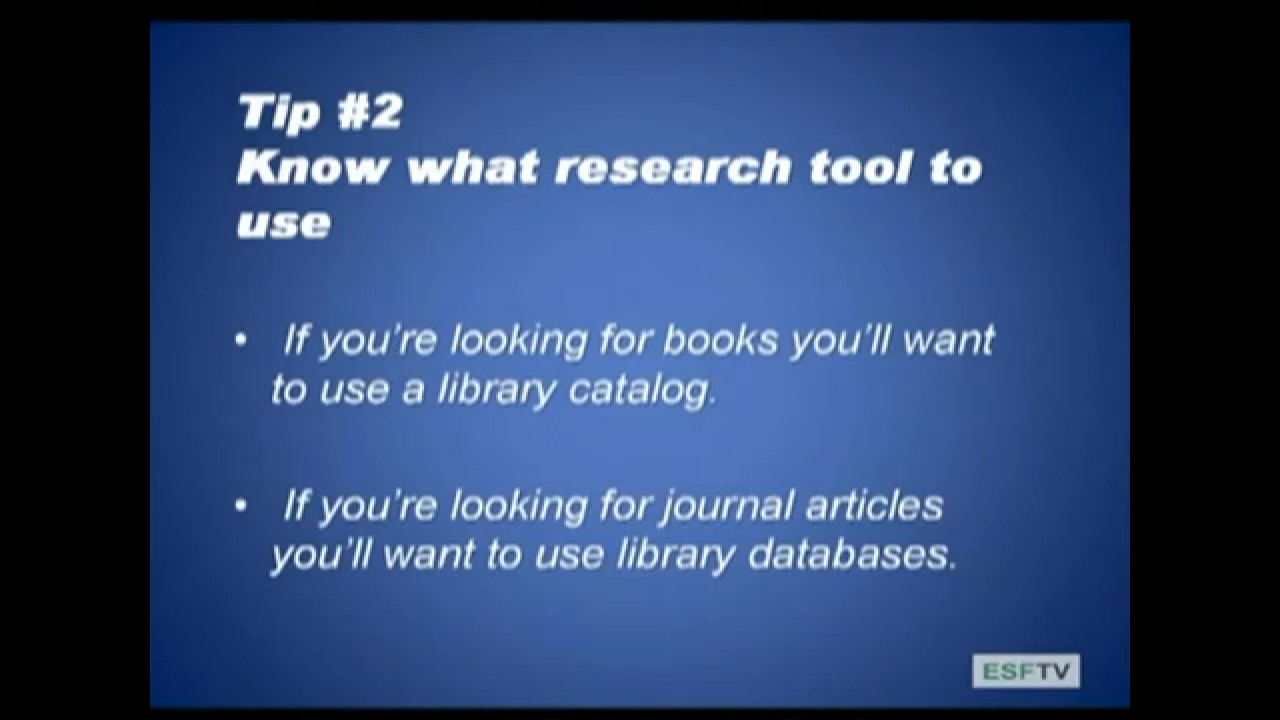 Tip #2
Know what research tool to
use
• If you're looking for books you'll want
to use a library catalog.
• If you're looking for journal articles
you'll want to use library databases.
ESFTV